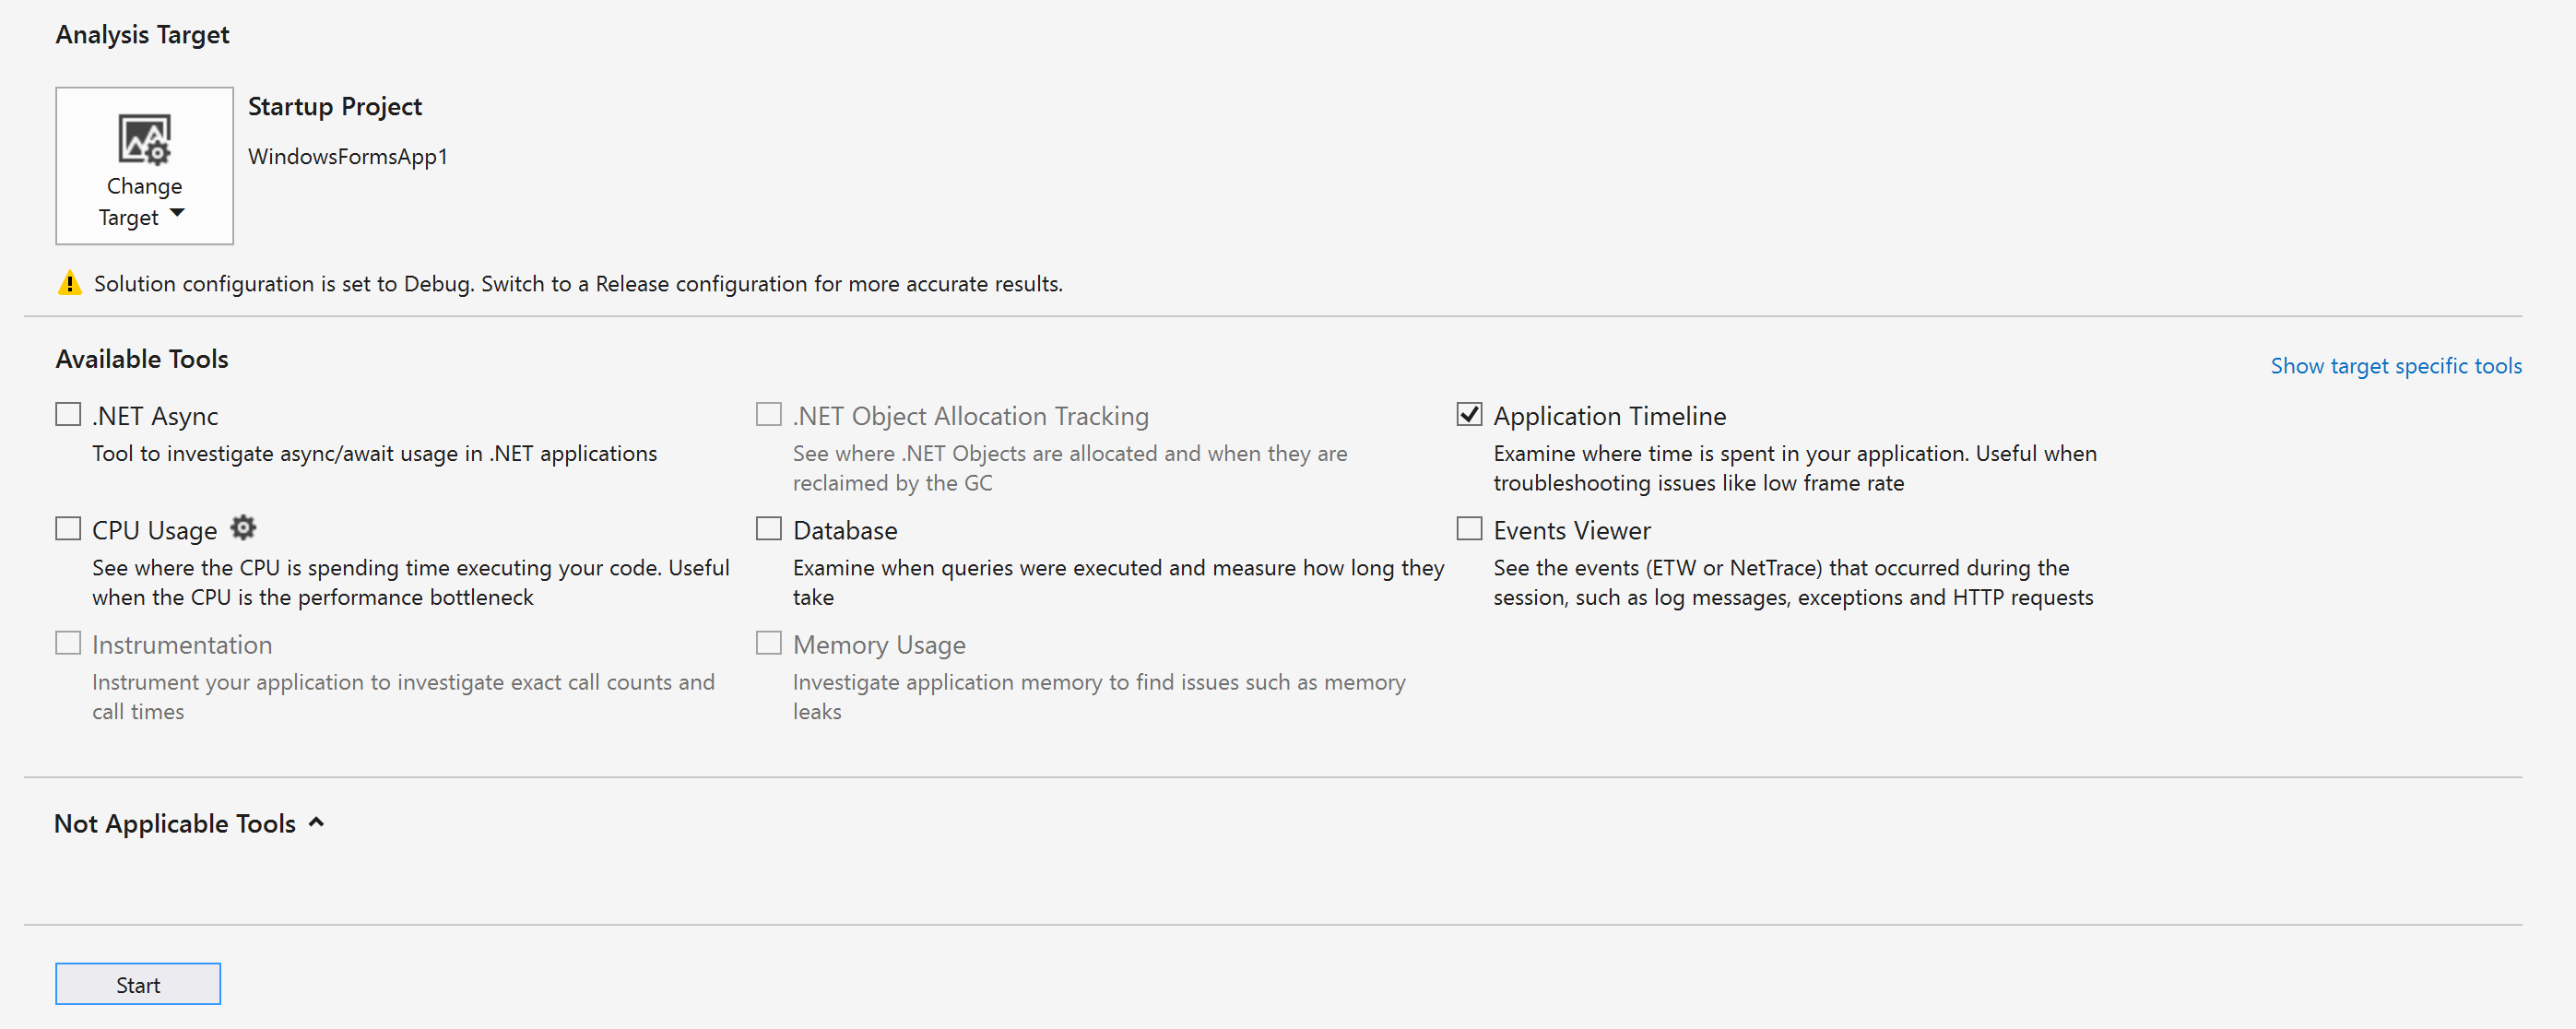 Analysis Target
Startup Project
WindowsFormsApp1
Change
Target
Solution configuration is set to Debug. Switch to a Release configuration for more accurate results.
Available Tools
Show target specific tools
.NET Async
Tool to investigate async/await usage in .NET applications
.NET Object Allocation Tracking
See where .NET Objects are allocated and when they are
reclaimed by the GC
Application Timeline
Examine where time is spent in your application. Useful when
troubleshooting issues like low frame rate
CPU Usage
See where the CPU is spending time executing your code. Useful
when the CPU is the performance bottleneck
Database
Examine when queries were executed and measure how long they
take
Events Viewer
See the events (ETW or NetTrace) that occurred during the
session, such as log messages, exceptions and HTTP requests
Instrumentation
Instrument your application to investigate exact call counts and
call times
Memory Usage
Investigate application memory to find issues such as memory
leaks
Not Applicable Tools
Start